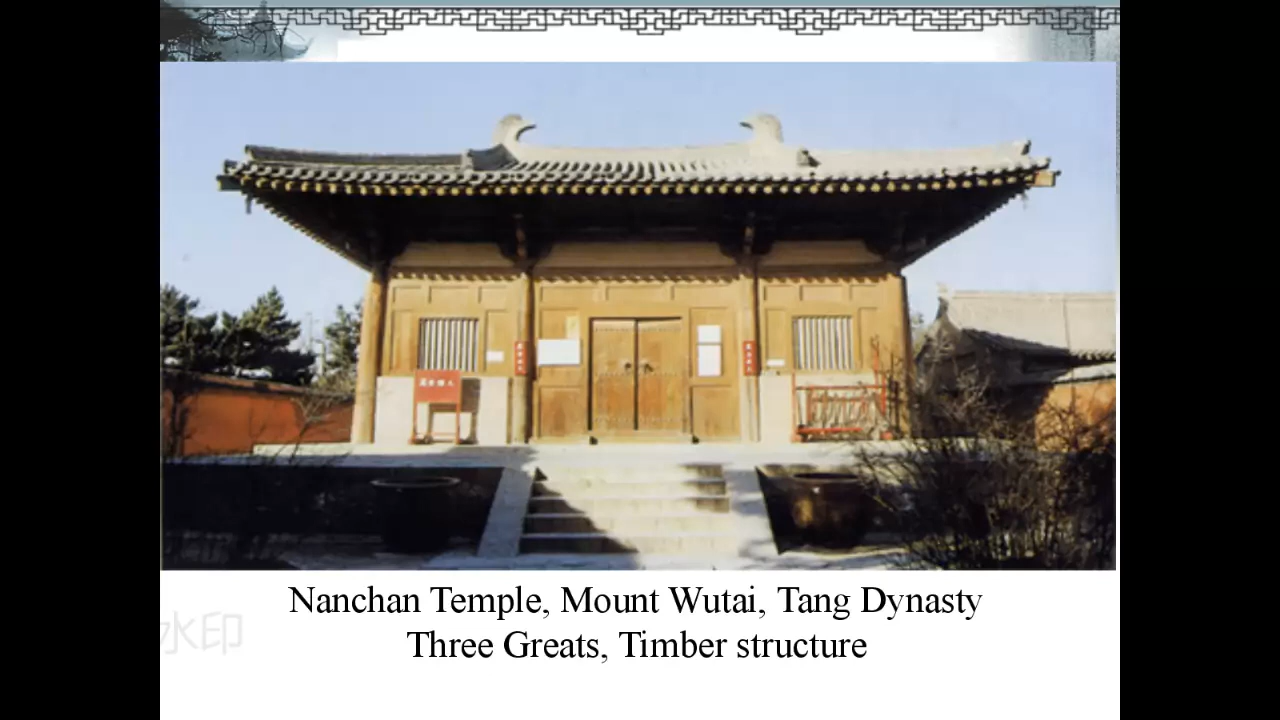 Nanchan Temple, Mount Wutai, Tang Dynasty
Three Greats, Timber structure
水印